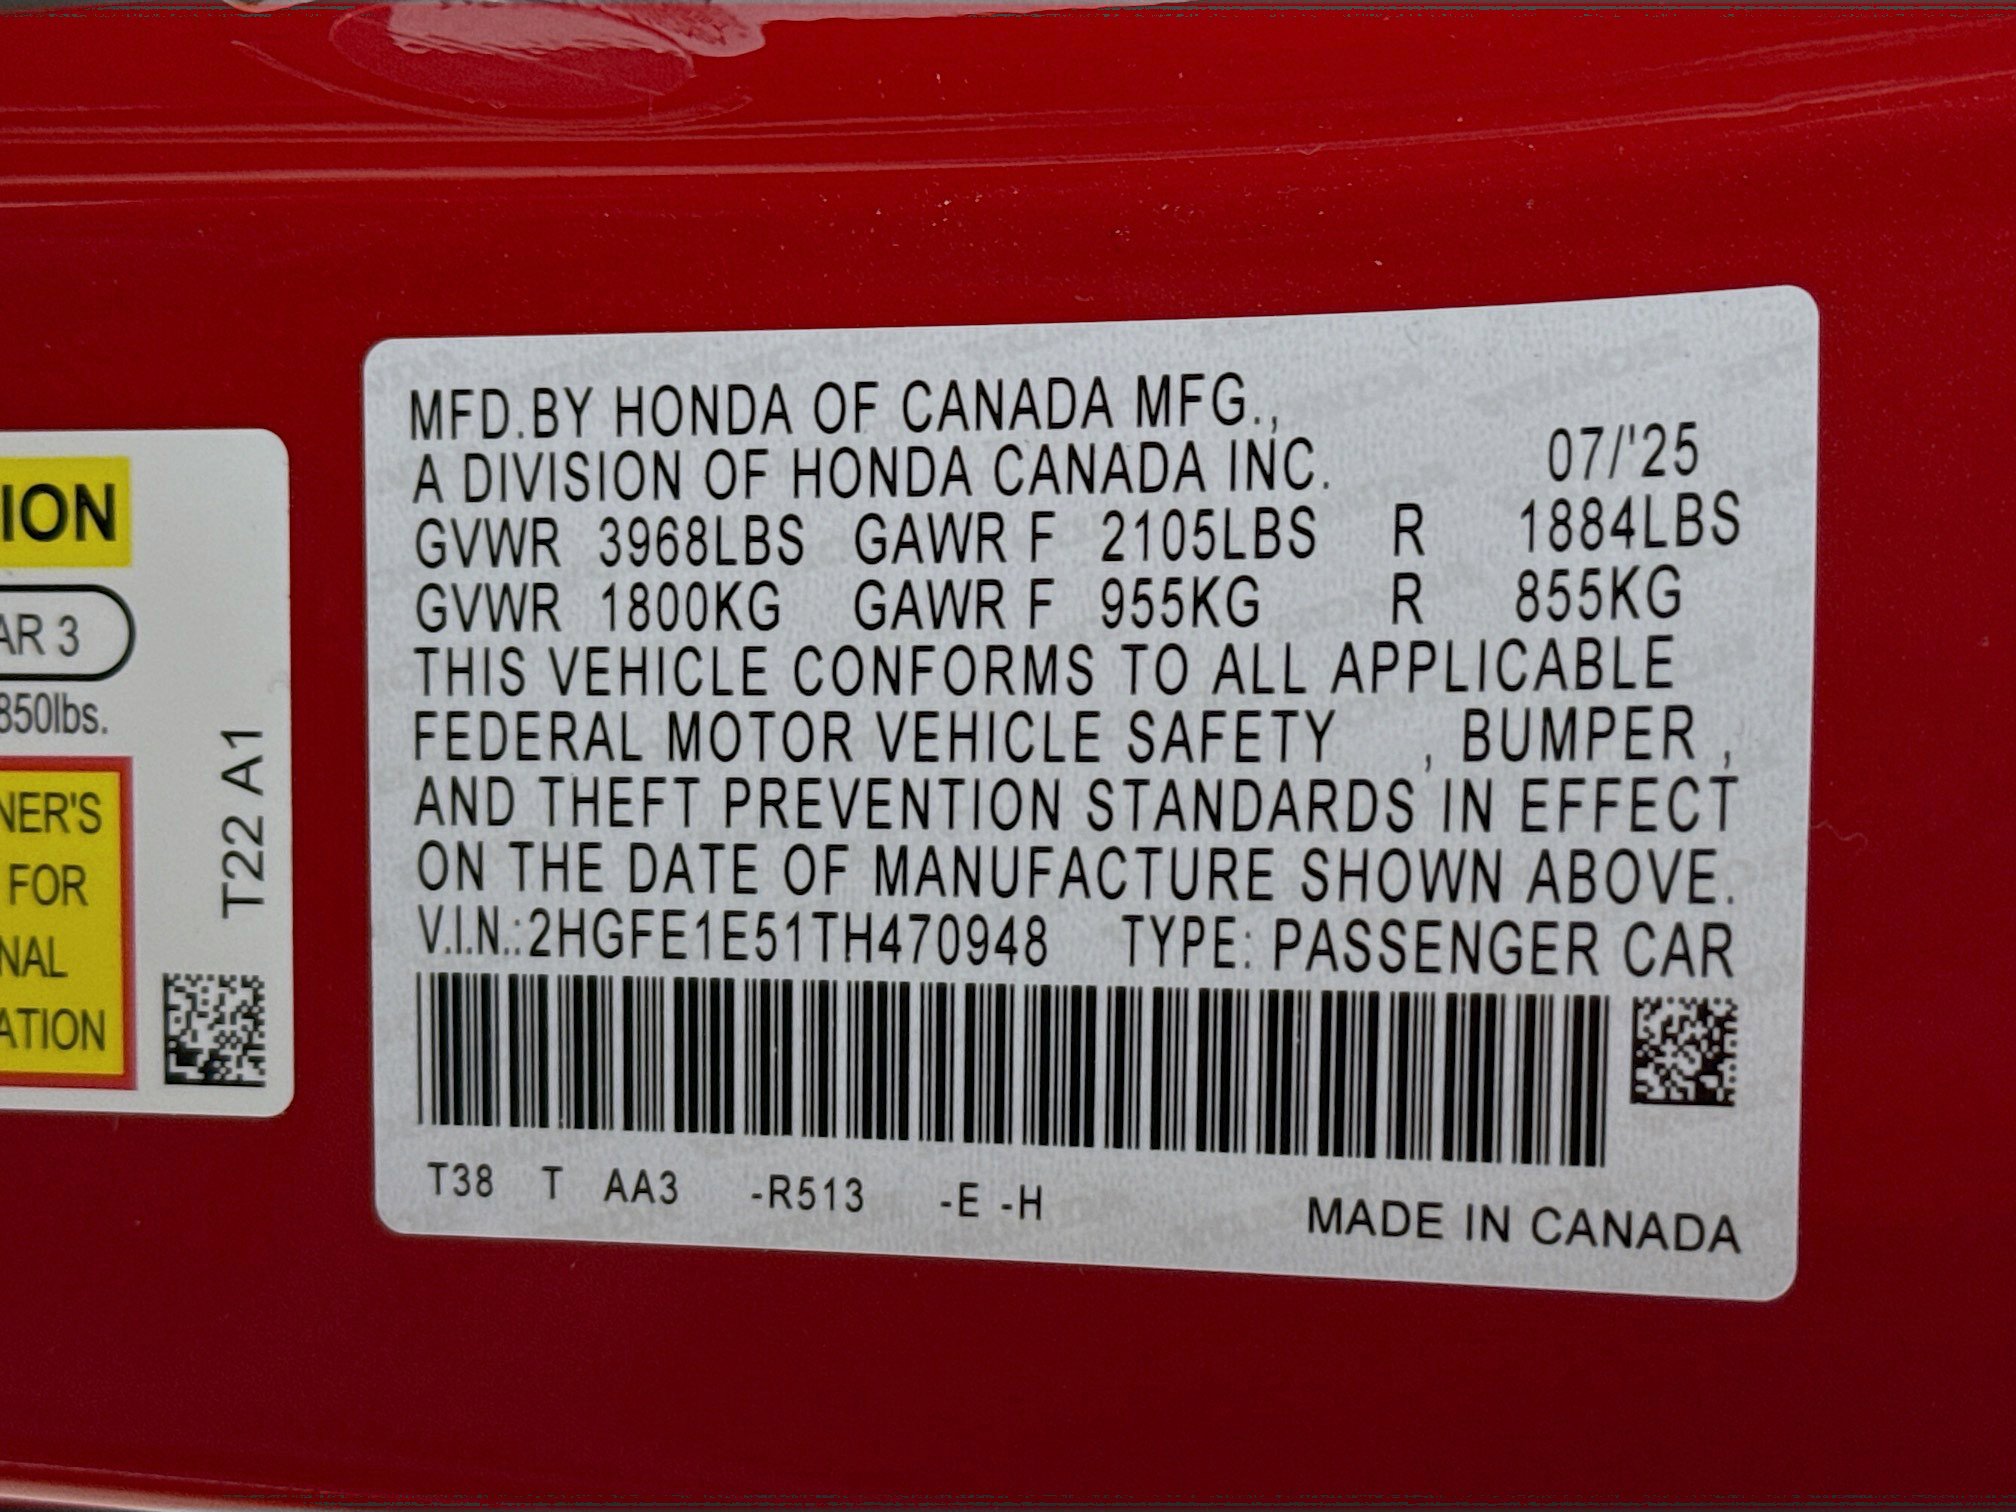 ION
AR 3
850lbs.
NER'S
FOR
NAL
ATION
T22 A1
MFD.BY HONDA OF CANADA MFG.,
A DIVISION OF HONDA CANADA INC. 07/'25
GVWR 3968LBS GAWR F 2105LBS R 1884LBS
GVWR 1800KG GAWR F 955KG R 855KG
THIS VEHICLE CONFORMS TO ALL APPLICABLE
FEDERAL MOTOR VEHICLE SAFETY , BUMPER ,
AND THEFT PREVENTION STANDARDS IN EFFECT
ON THE DATE OF MANUFACTURE SHOWN ABOVE.
V.I.N.:2HGFE1E51TH470948 TYPE: PASSENGER CAR
T38 T AA3 -R513 -E -H
MADE IN CANADA